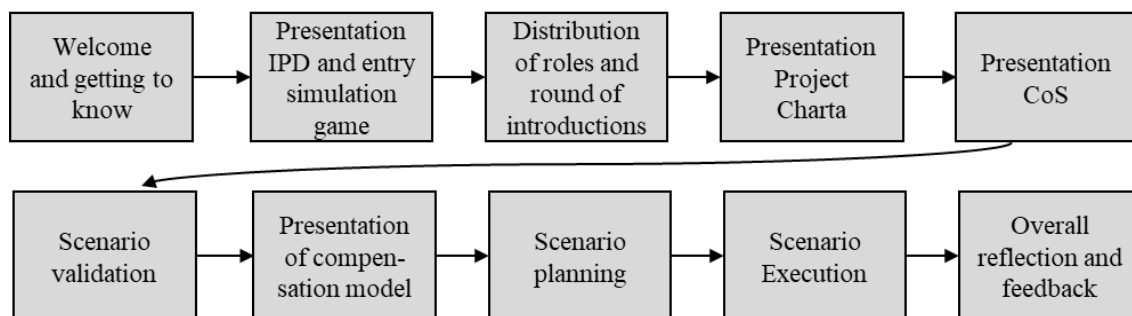 Welcome
and getting to
know
Presentation
IPD and entry
simulation
game
Distribution
of roles and
round of
introductions
Presentation
Project
Charta
Presentation
CoS
Scenario
validation
Presentation
of compen-
sation model
Scenario
planning
Scenario
Execution
Overall
reflection and
feedback